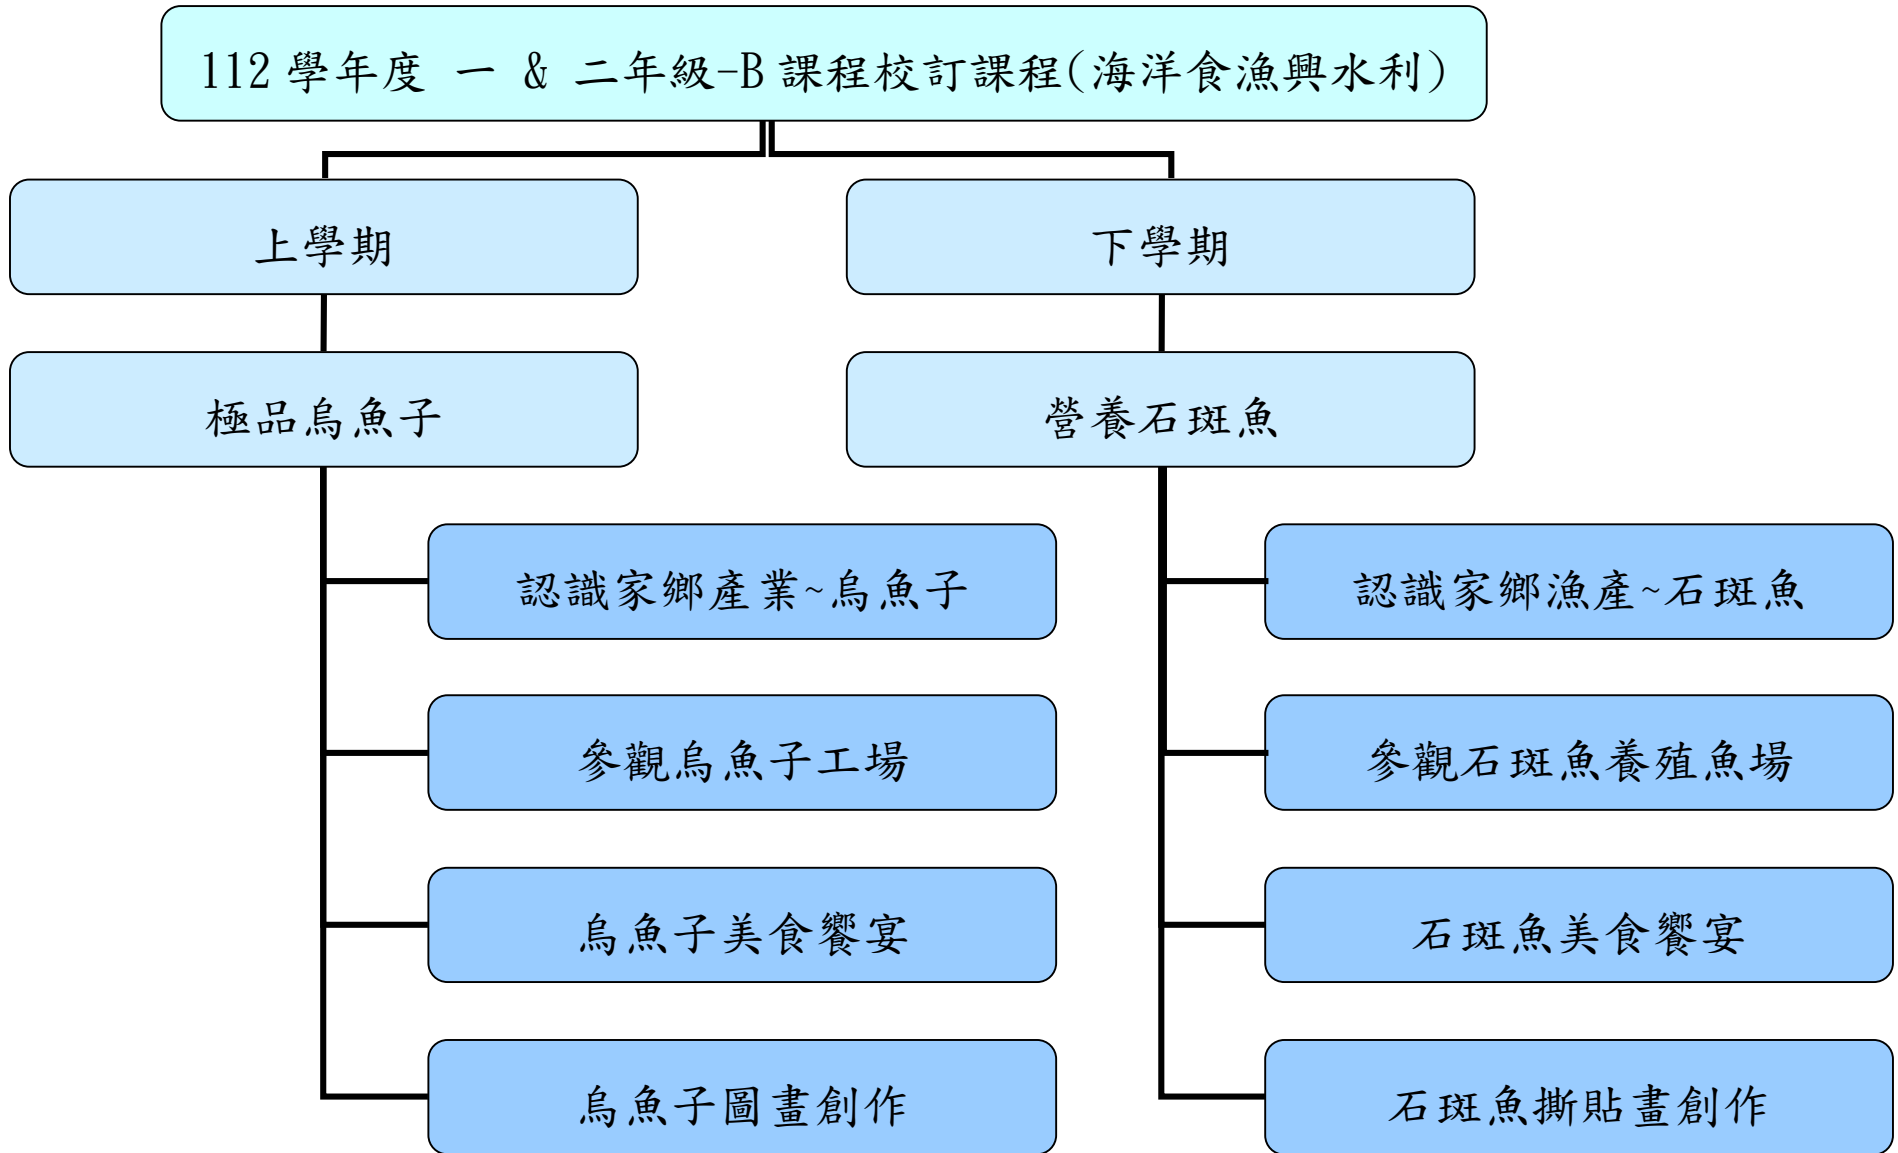 112 學年度 一 & 二年級-B 課程校訂課程(海洋食漁興水利)
上學期
極品烏魚子
認識家鄉產業~烏魚子
參觀烏魚子工場
烏魚子美食饗宴
烏魚子圖畫創作
下學期
營養石斑魚
認識家鄉漁產~石斑魚
參觀石斑魚養殖魚場
石斑魚美食饗宴
石斑魚撕貼畫創作